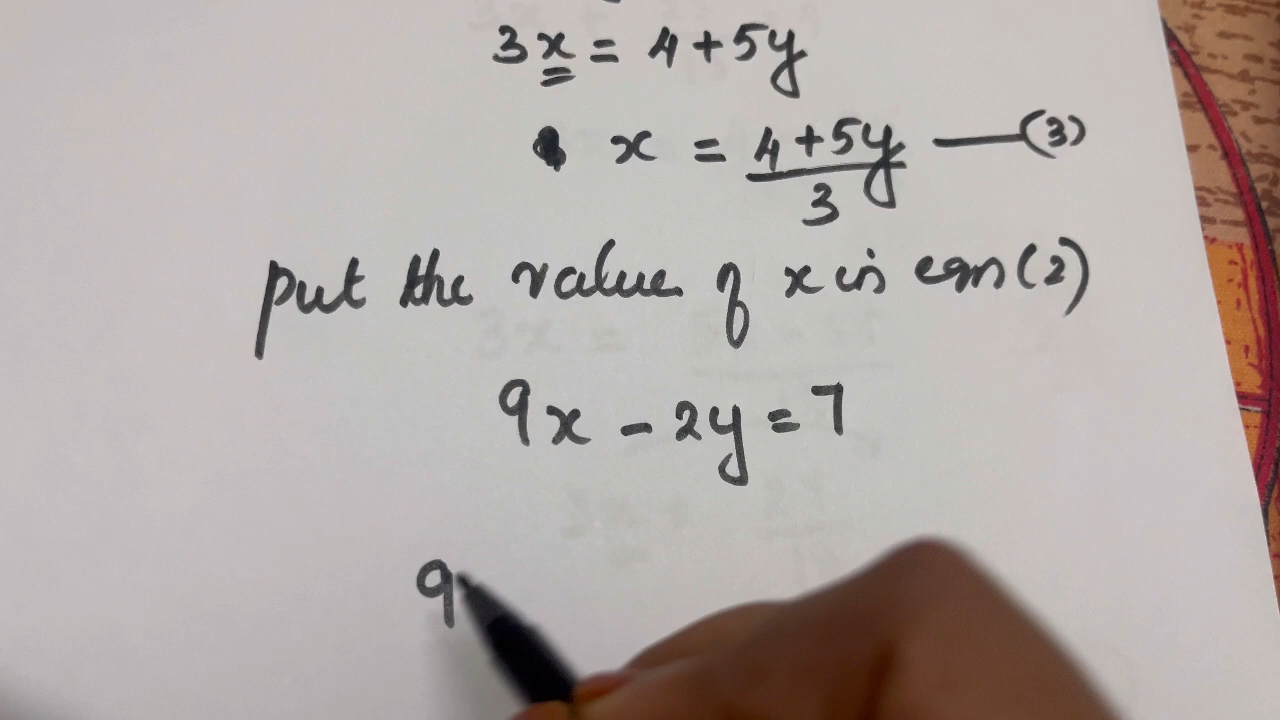 3x = 4+5y
x = 4+5y/3 —(3)
put the value of x in eqn(2)
9x - 2y = 7
9